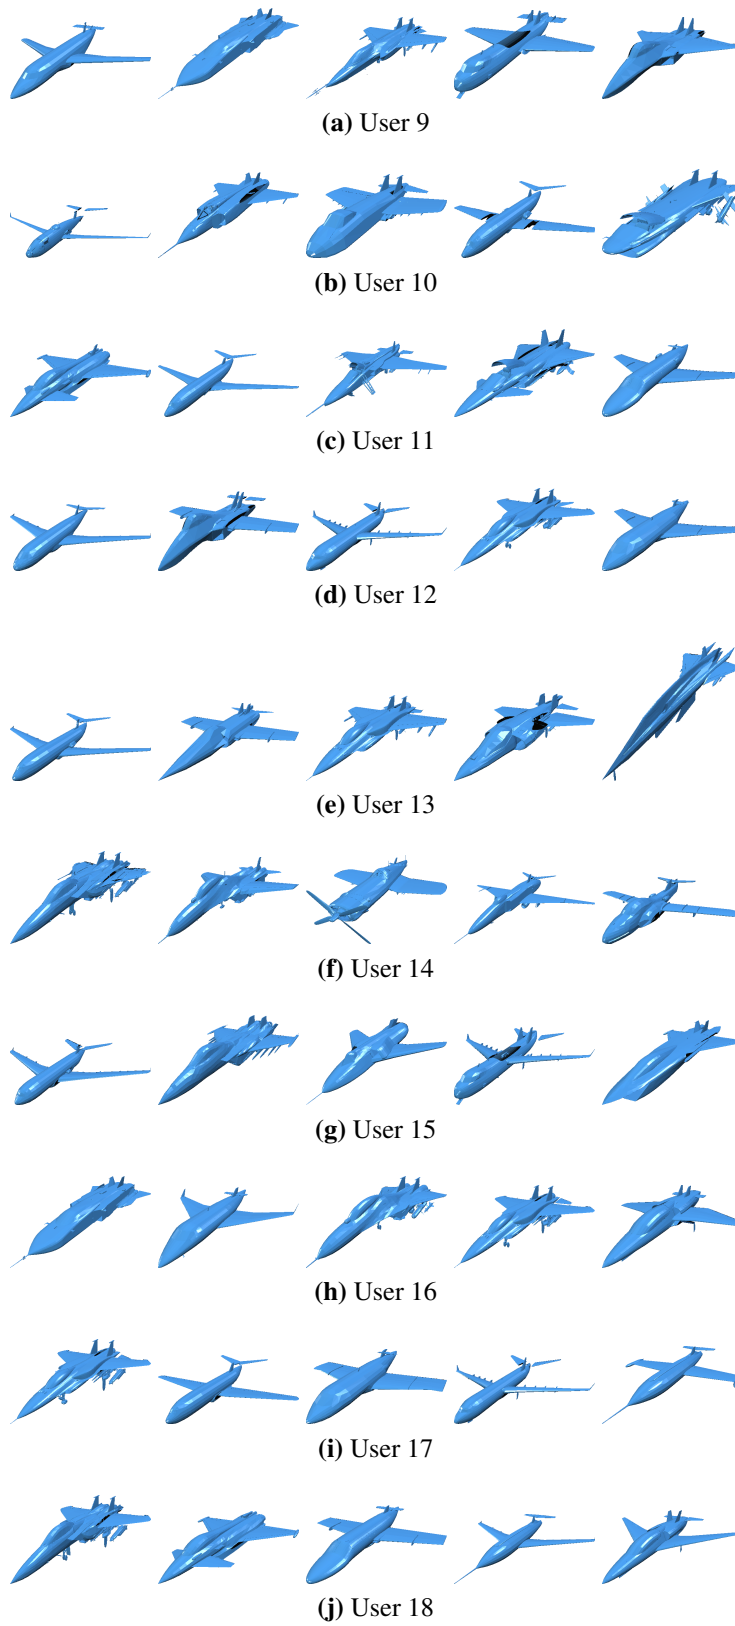 (a) User 9
(b) User 10
(c) User 11
(d) User 12
(e) User 13
(f) User 14
(g) User 15
(h) User 16
(i) User 17
(j) User 18